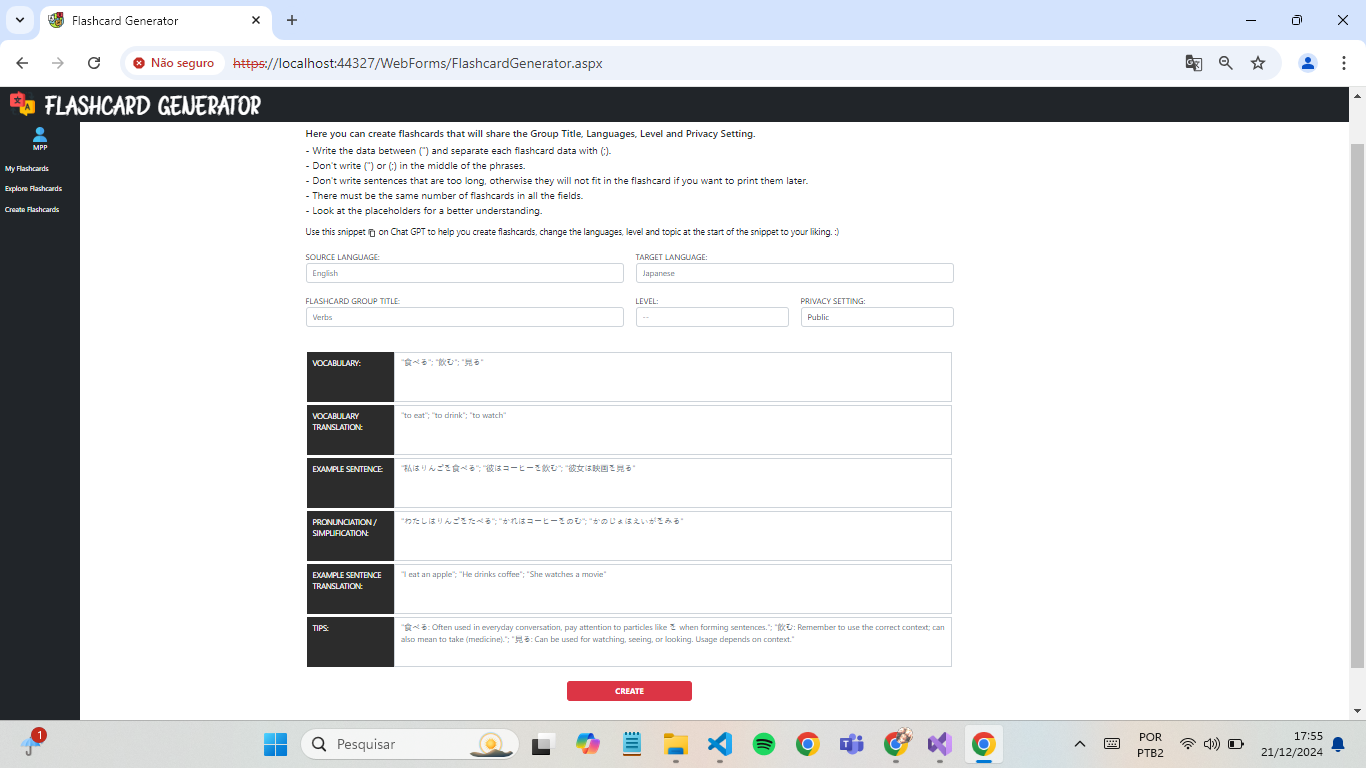 Flashcard Generator
Não seguro
https://localhost:44327/WebForms/FlashcardGenerator.aspx
FLASHCARD GENERATOR
MPP
My Flashcards
Explore Flashcards
Create Flashcards
Here you can create flashcards that will share the Group Title, Languages, Level and Privacy Setting.
- Write the data between (") and separate each flashcard data with (;).
- Don't write (") or (;) in the middle of the phrases.
- Don't write sentences that are too long, otherwise they will not fit in the flashcard if you want to print them later.
- There must be the same number of flashcards in all the fields.
- Look at the placeholders for a better understanding.
Use this snippet on Chat GPT to help you create flashcards, change the languages, level and topic at the start of the snippet to your liking. :)
SOURCE LANGUAGE: TARGET LANGUAGE:
English Japanese
FLASHCARD GROUP TITLE: LEVEL: PRIVACY SETTING:
Verbs -- Public
VOCABULARY: "食べる"; "飲む"; "見る"
VOCABULARY TRANSLATION: "to eat"; "to drink"; "to watch"
EXAMPLE SENTENCE: "私はりんごを食べる"; "彼はコーヒーを飲む"; "彼女は映画を見る"
PRONUNCIATION / SIMPLIFICATION: "わたしはりんごをたべる"; "かれはコーヒーをのむ"; "かのじょはえいがをみる"
EXAMPLE SENTENCE TRANSLATION: "I eat an apple"; "He drinks coffee"; "She watches a movie"
TIPS: "食べる: Often used in everyday conversation, pay attention to particles like を when forming sentences."; "飲む: Remember to use the correct context; can
also mean to take (medicine)."; "見る: Can be used for watching, seeing, or looking. Usage depends on context."
CREATE
1
Pesquisar
POR
PTB2
17:55
21/12/2024